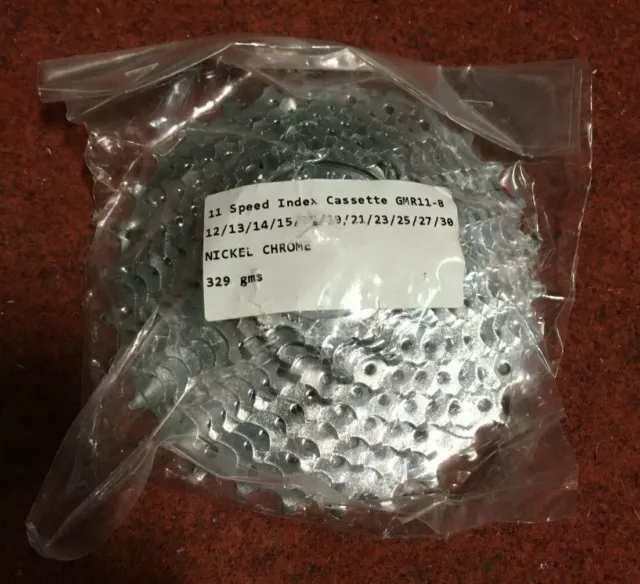 11 Speed Index Cassette GMR11-8
12/13/14/15/ /19/21/23/25/27/30
NICKEL CHROME
329 gms